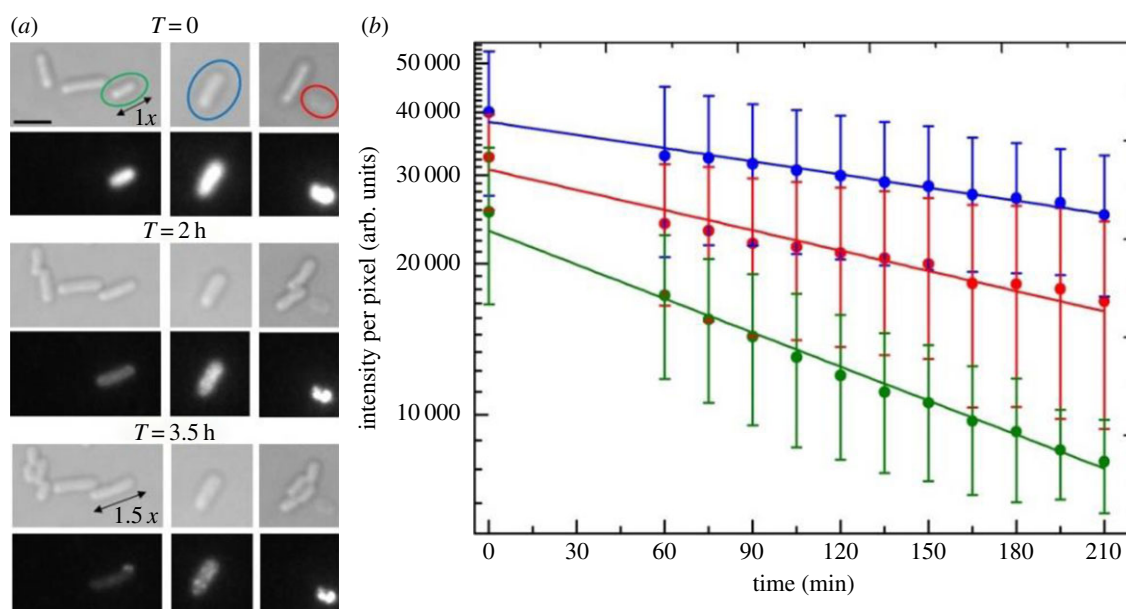 (a)
T = 0
1x
T = 2 h
T = 3.5 h
1.5 x
(b)
intensity per pixel (arb. units)
50 000
40 000
30 000
20 000
10 000
0
30
60
90
120
150
180
210
time (min)